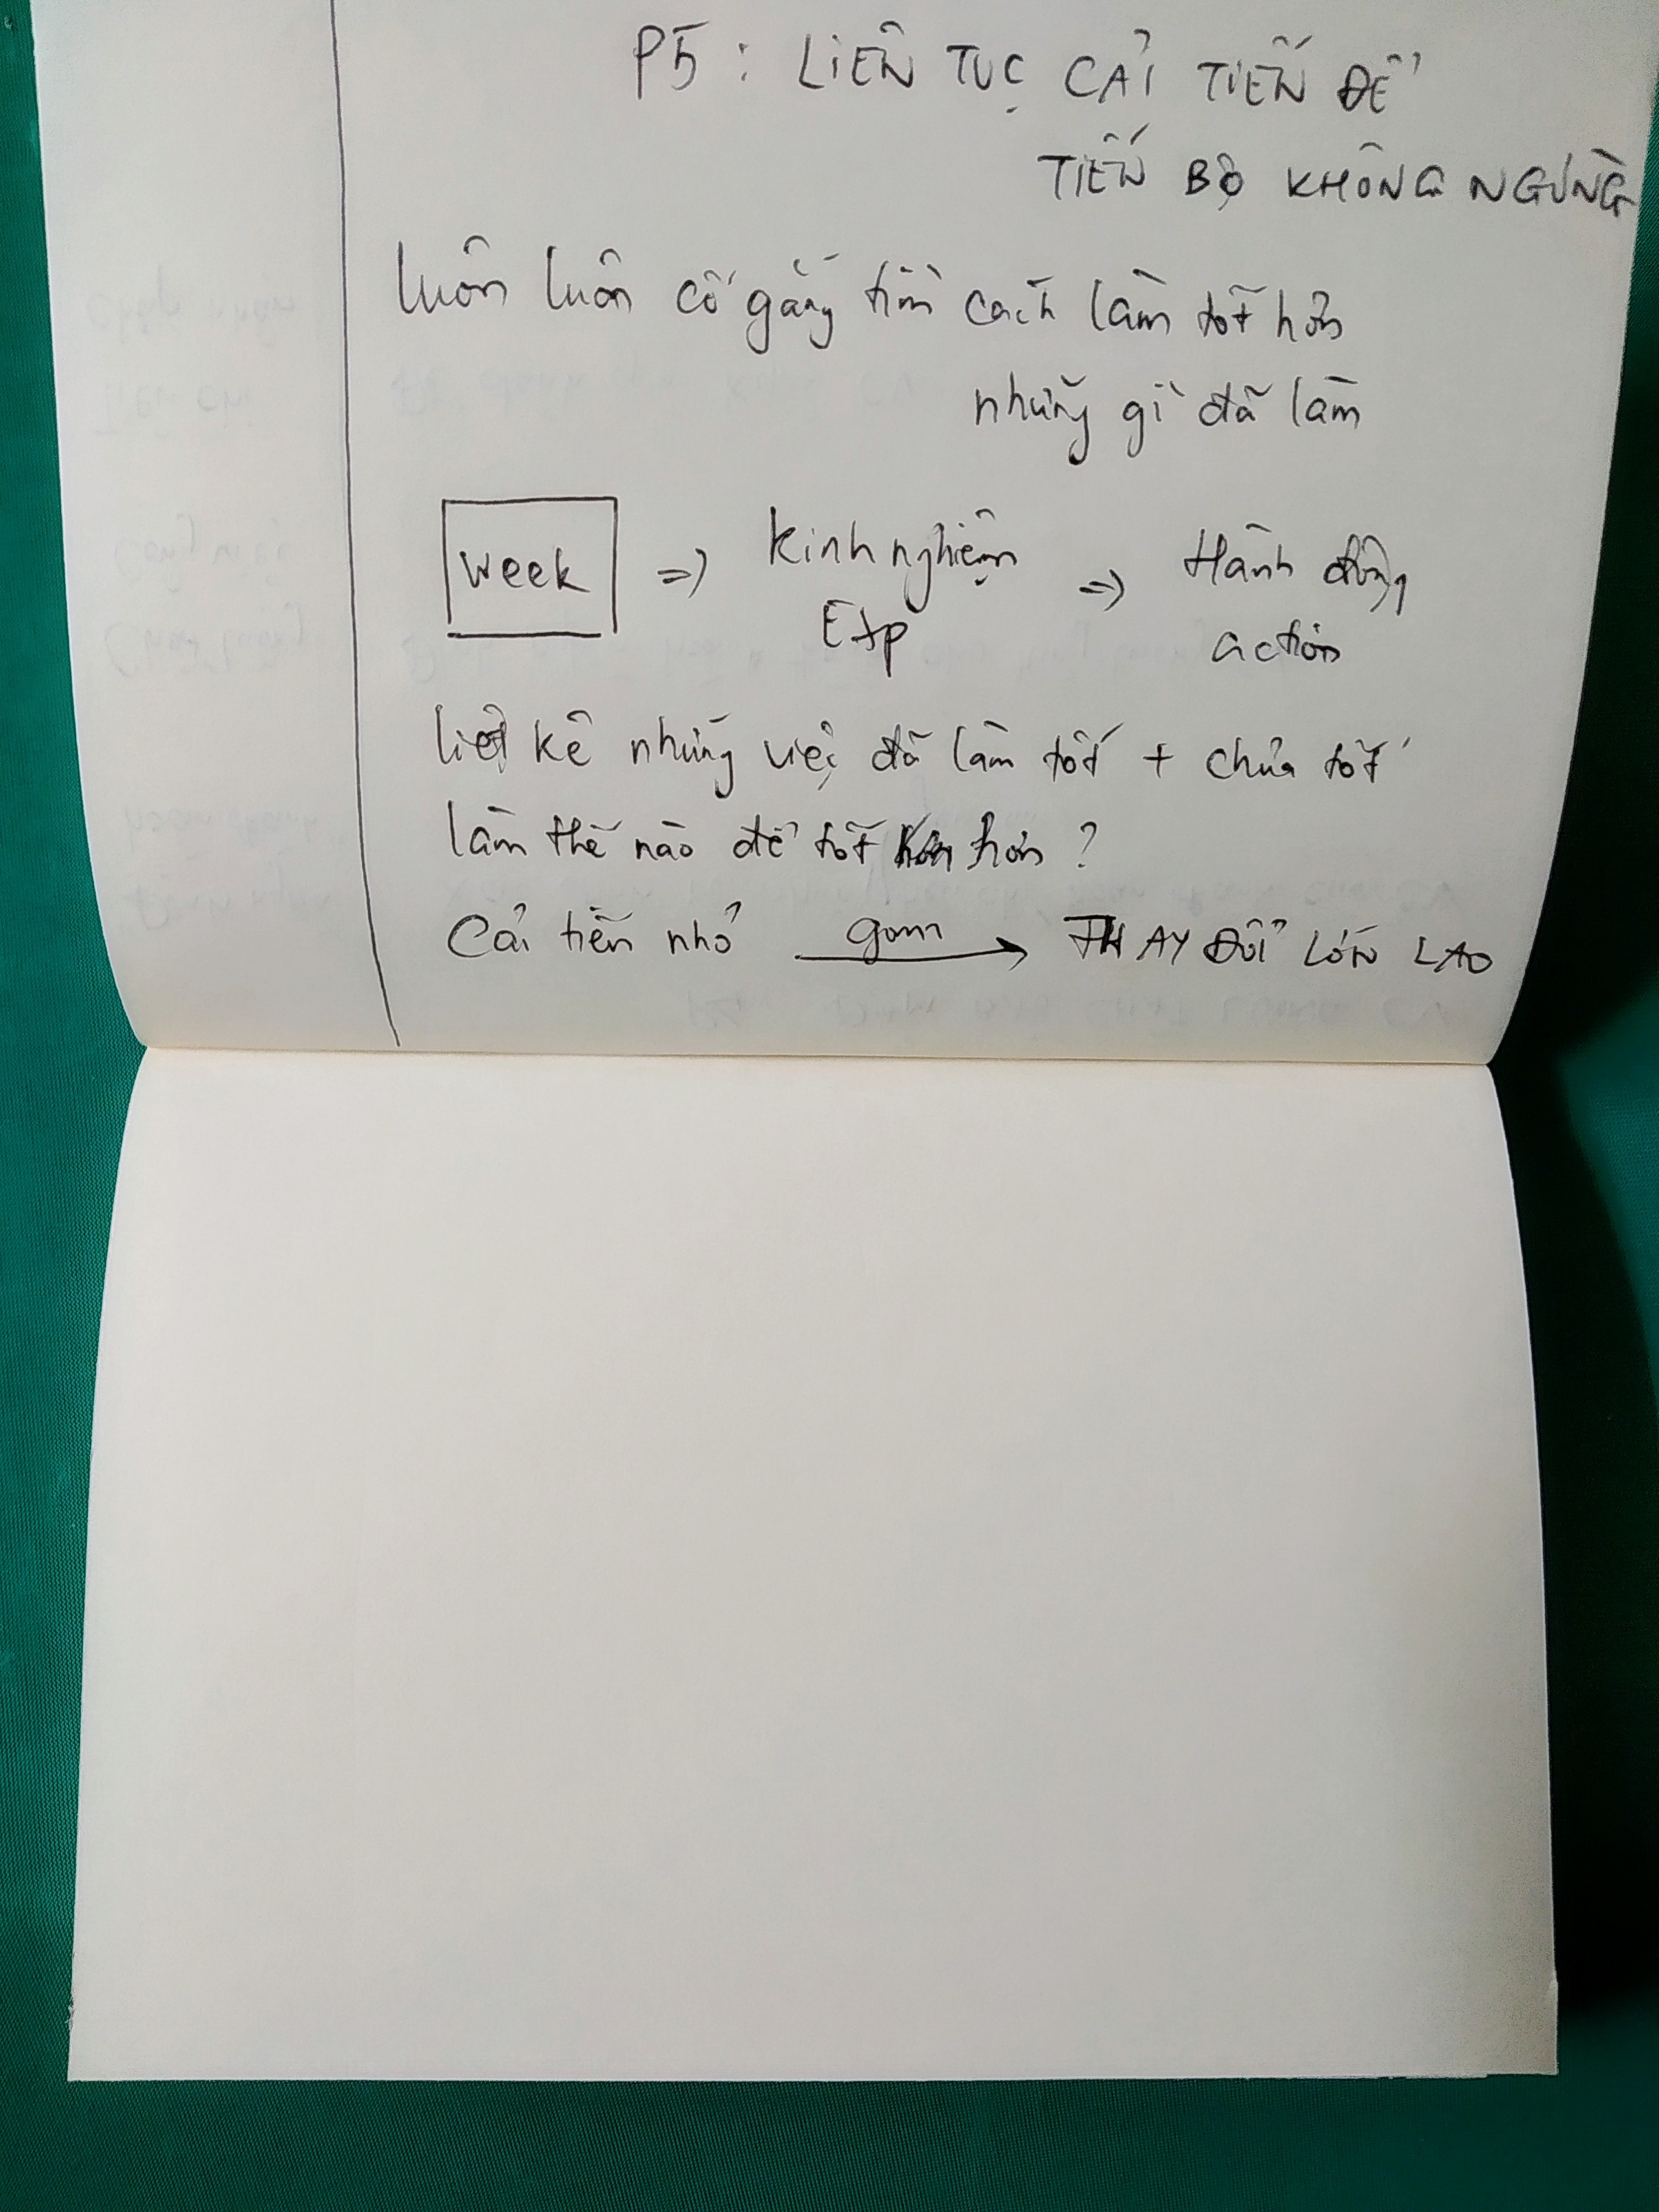 P5 : LIÊN TỤC CẢI TIẾN ĐỂ
TIẾN BỘ KHÔNG NGỪNG
Luôn luôn cố gắng tìm cách làm tốt hơn
những gì đã làm
Week => Kinh nghiệm => Hành động
Exp action
liệt kê những việc đã làm tốt + chưa tốt
làm thế nào để tốt hơn ?
Cải tiến nhỏ gom → THAY ĐỔI LỚN LAO